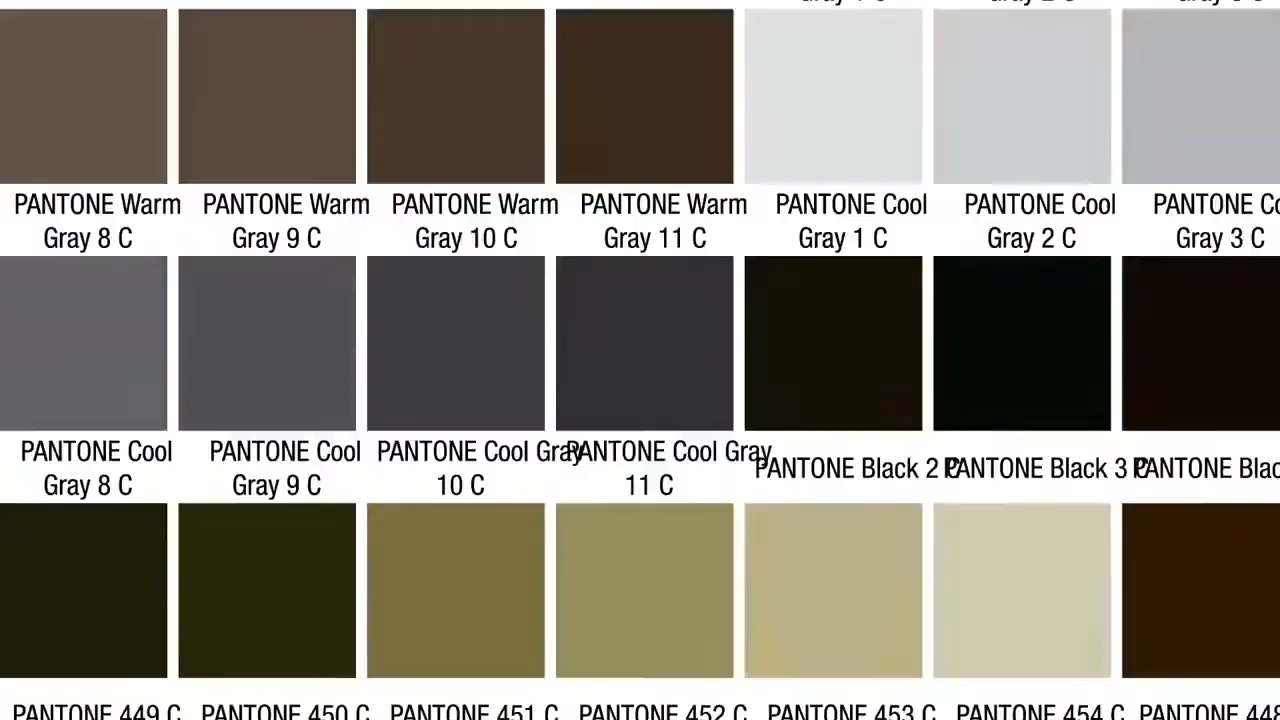 PANTONE Warm Gray 8 C
PANTONE Warm Gray 9 C
PANTONE Warm Gray 10 C
PANTONE Warm Gray 11 C
PANTONE Cool Gray 1 C
PANTONE Cool Gray 2 C
PANTONE Gray 3 C
PANTONE Cool Gray 8 C
PANTONE Cool Gray 9 C
PANTONE Cool Gray 10 C
PANTONE Cool Gray 11 C
PANTONE Black 2 C
PANTONE Black 3 C
PANTONE
PANTONE 449 C
PANTONE 450 C
PANTONE 451 C
PANTONE 452 C
PANTONE 453 C
PANTONE 454 C
PANTONE